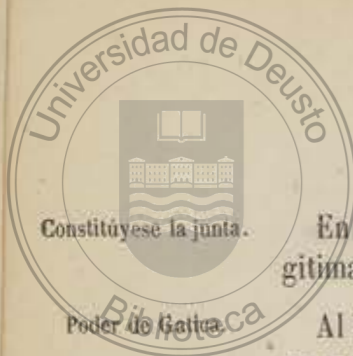 Universidad de Deusto
Constitúyese la junta.
En
gitima
Biblioteca
Poder de Gatica.
Al